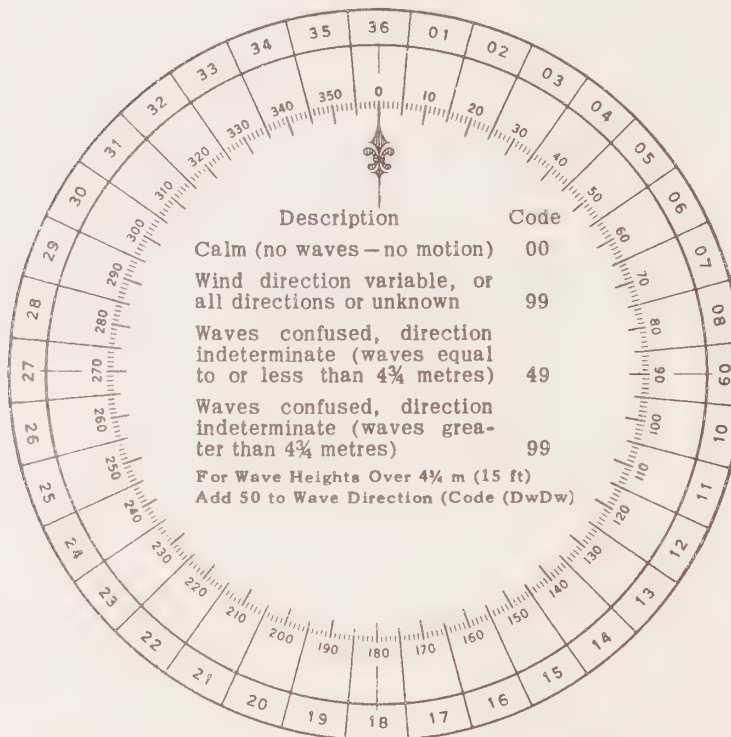 36 01 02 03 04 05 06 07 08 09 10 11 12 13 14 15 16 17 18 19 20 21 22 23 24 25 26 27 28 29 30 31 32 33 34 35
0 10 20 30 40 50 60 70 80 90 100 110 120 130 140 150 160 170 180 190 200 210 220 230 240 250 260 270 280 290 300 310 320 330 340 350
Description Code
Calm (no waves — no motion) 00
Wind direction variable, or
all directions or unknown 99
Waves confused, direction
indeterminate (waves equal
to or less than 4¾ metres) 49
Waves confused, direction
indeterminate (waves grea-
ter than 4¾ metres) 99
For Wave Heights Over 4¾ m (15 ft)
Add 50 to Wave Direction (Code (DwDw)